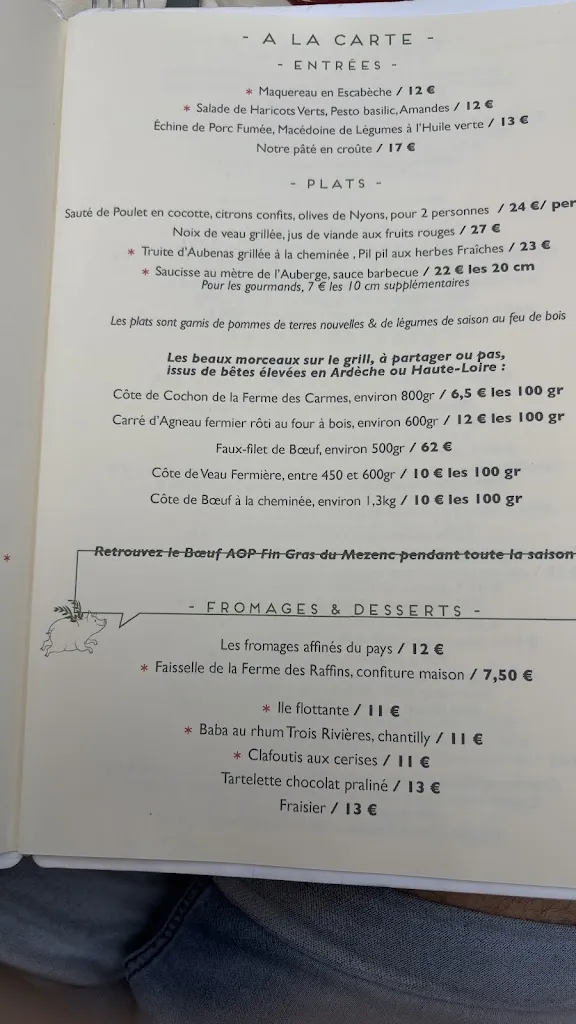 - A LA CARTE -
- ENTRÉES -
* Maquereau en Escabèche / 12 €
* Salade de Haricots Verts, Pesto basilic, Amandes / 12 €
Échine de Porc Fumée, Macédoine de Légumes à l'Huile verte / 13 €
Notre pâté en croûte / 17 €
- PLATS -
Sauté de Poulet en cocotte, citrons confits, olives de Nyons, pour 2 personnes / 24 €/ per
Noix de veau grillée, jus de viande aux fruits rouges / 27 €
* Truite d'Aubenas grillée à la cheminée , Pil pil aux herbes Fraîches / 23 €
* Saucisse au mètre de l'Auberge, sauce barbecue / 22 € les 20 cm
Pour les gourmands, 7 € les 10 cm supplémentaires
Les plats sont garnis de pommes de terres nouvelles & de légumes de saison au feu de bois
Les beaux morceaux sur le grill, à partager ou pas,
issus de bêtes élevées en Ardèche ou Haute-Loire :
Côte de Cochon de la Ferme des Carmes, environ 800gr / 6,5 € les 100 gr
Carré d'Agneau fermier rôti au four à bois, environ 600gr / 12 € les 100 gr
Faux-filet de Bœuf, environ 500gr / 62 €
Côte de Veau Fermière, entre 450 et 600gr / 10 € les 100 gr
Côte de Bœuf à la cheminée, environ 1,3kg / 10 € les 100 gr
* Retrouvez le Bœuf AOP Fin Gras du Mezenc pendant toute la saison
- FROMAGES & DESSERTS -
Les fromages affinés du pays / 12 €
* Faisselle de la Ferme des Raffins, confiture maison / 7,50 €
* Ile flottante / 11 €
* Baba au rhum Trois Rivières, chantilly / 11 €
* Clafoutis aux cerises / 11 €
Tartelette chocolat praliné / 13 €
Fraisier / 13 €